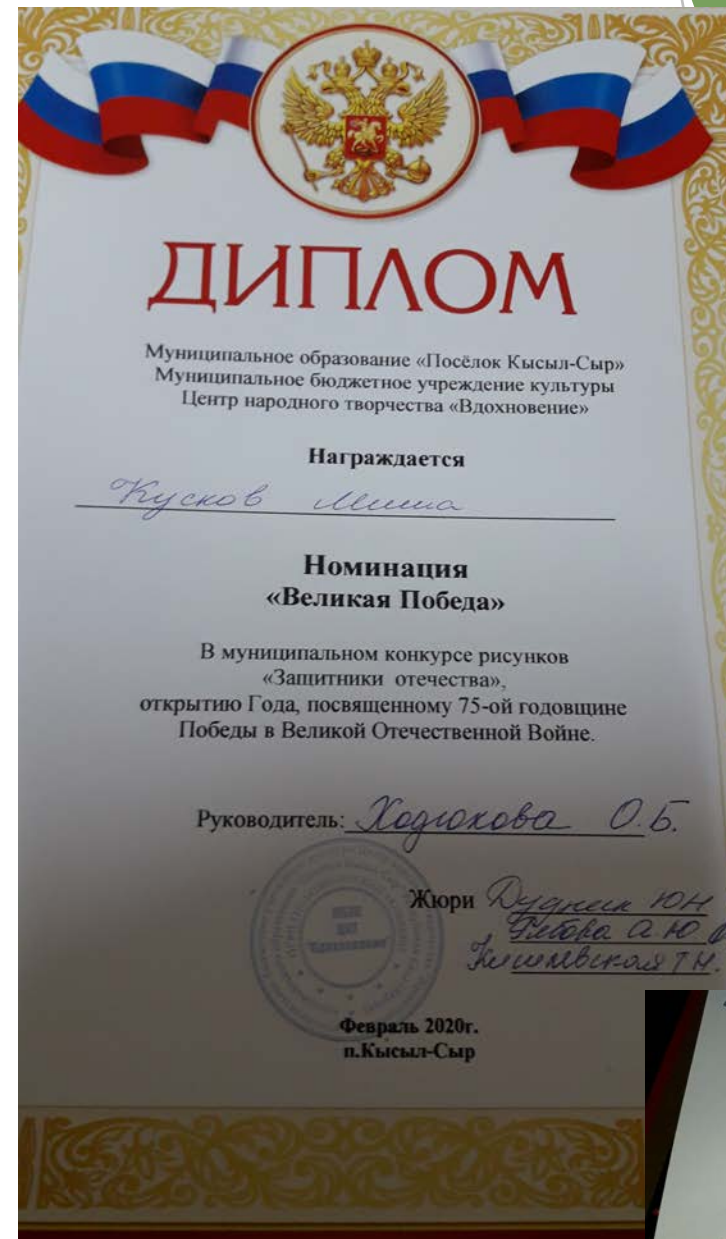 ДИПЛОМ
Муниципальное образование «Посёлок Кысыл-Сыр»
Муниципальное бюджетное учреждение культуры
Центр народного творчества «Вдохновение»
Награждается
Кусков Миша
Номинация
«Великая Победа»
В муниципальном конкурсе рисунков
«Защитники отечества»,
открытию Года, посвященному 75-ой годовщине
Победы в Великой Отечественной Войне.
Руководитель: Ходюкова О.Б.
Жюри Дудник ЮН
А.Ю.
Т.Н.
Февраль 2020г.
п.Кысыл-Сыр